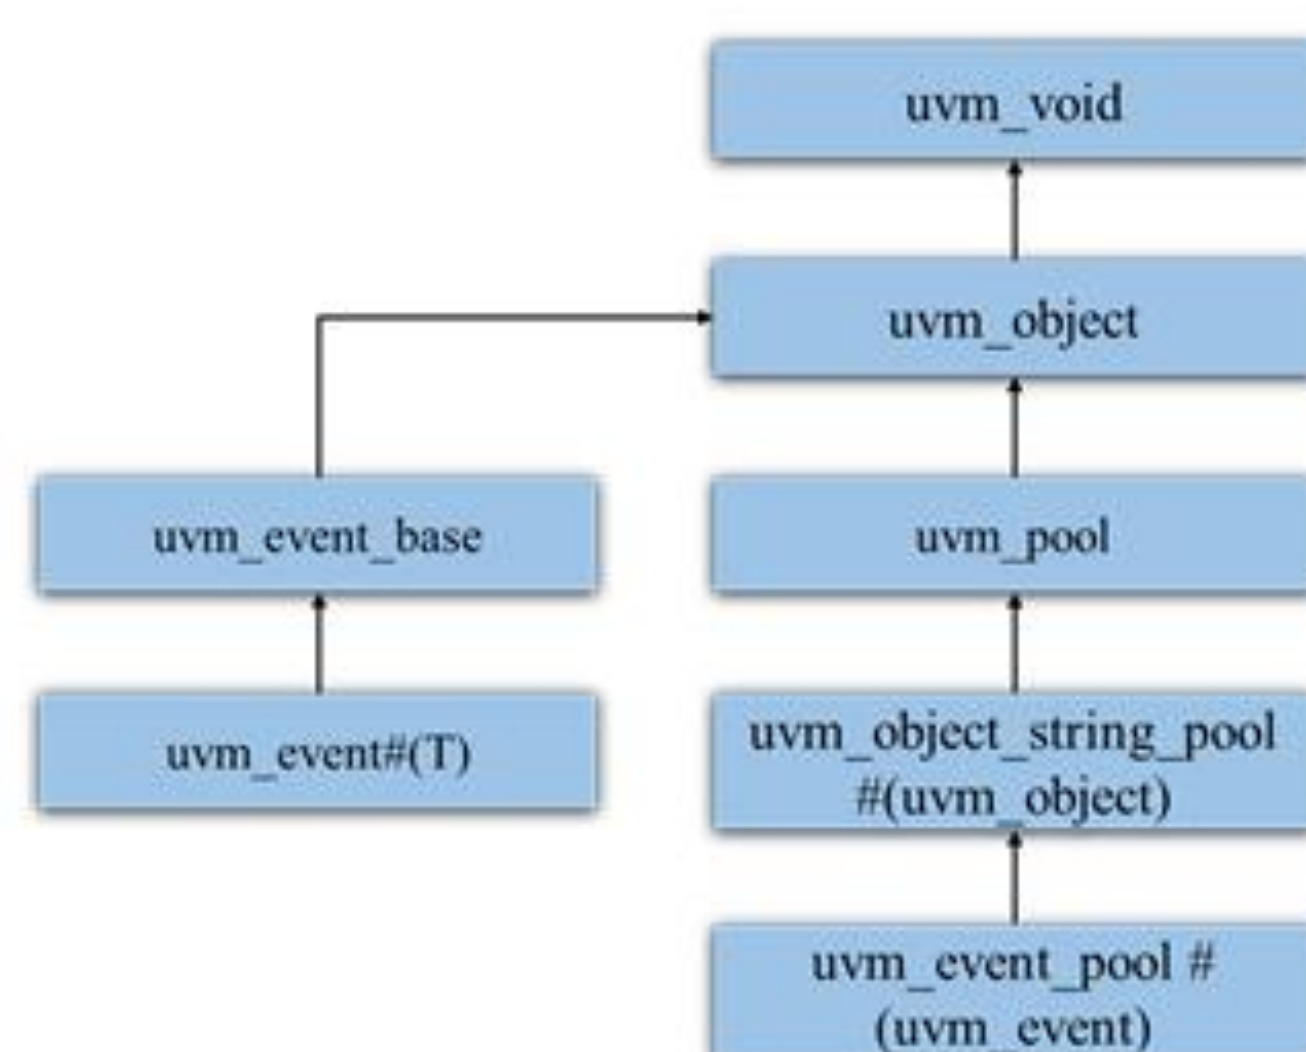 uvm_void
uvm_object
uvm_event_base
uvm_pool
uvm_event#(T)
uvm_object_string_pool
#(uvm_object)
uvm_event_pool #
(uvm_event)